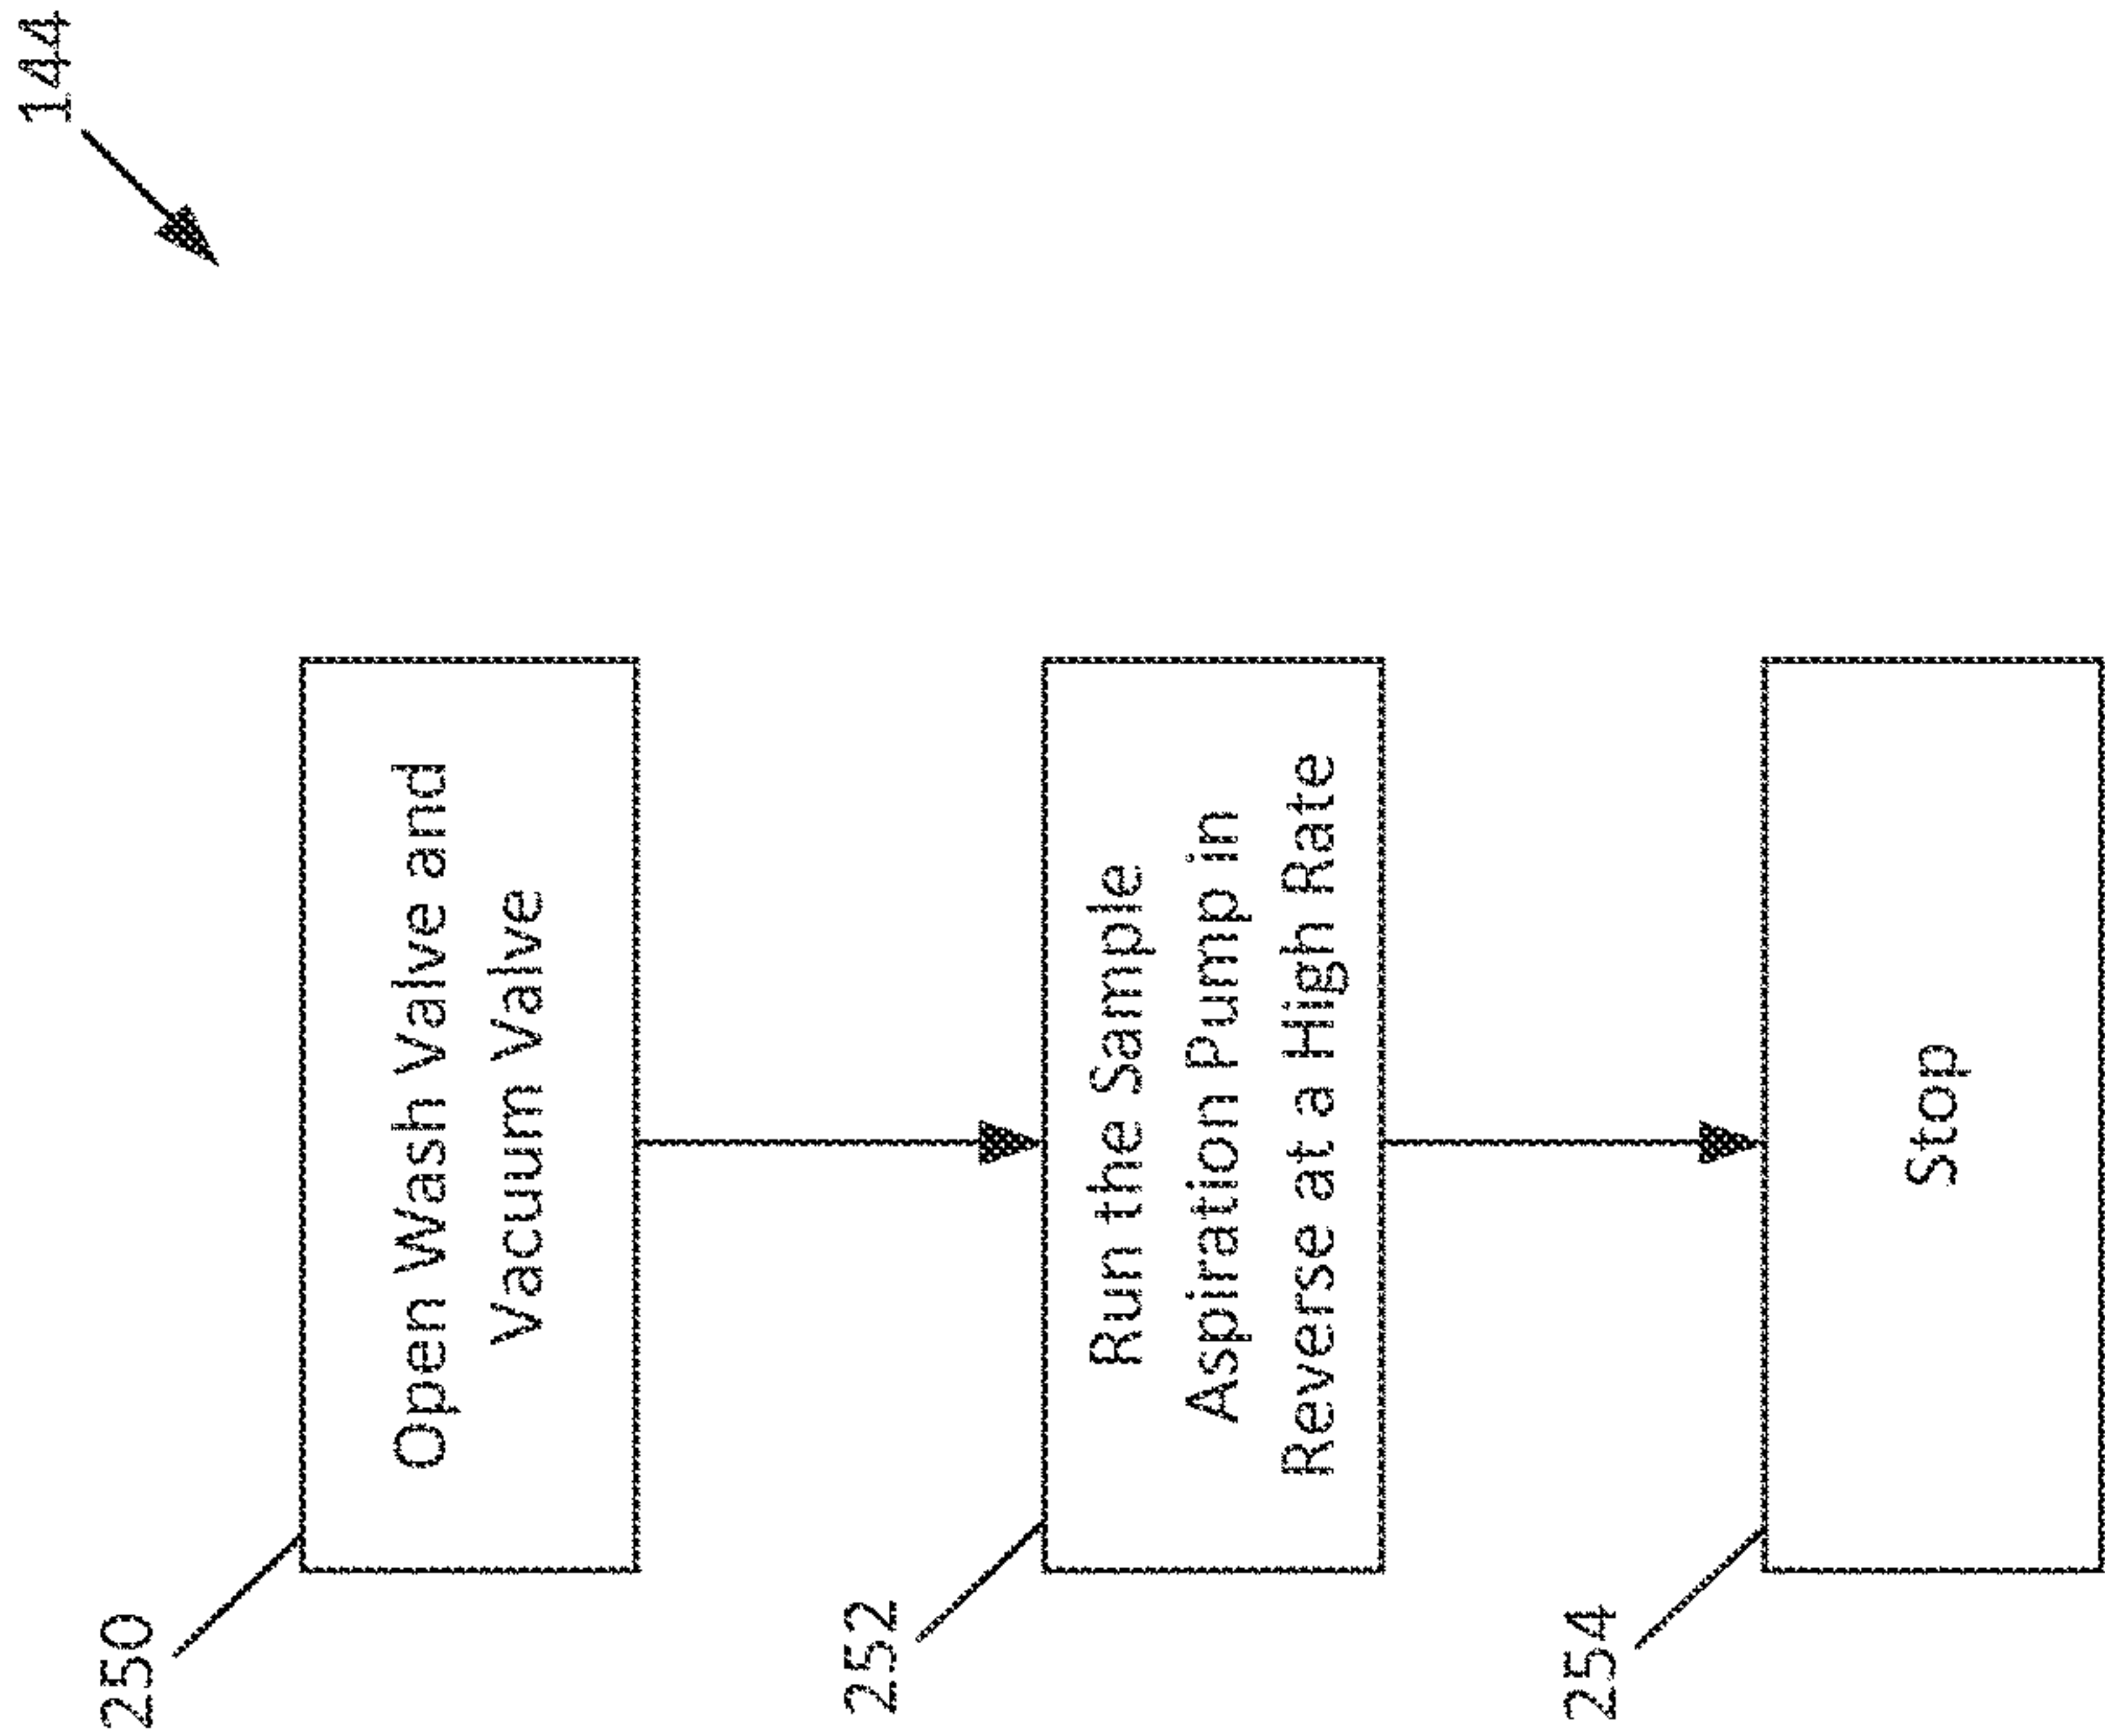 144
250
Open Wash Valve and
Vacuum Valve
252
Run the Sample
Aspiration Pump in
Reverse at a High Rate
254
Stop